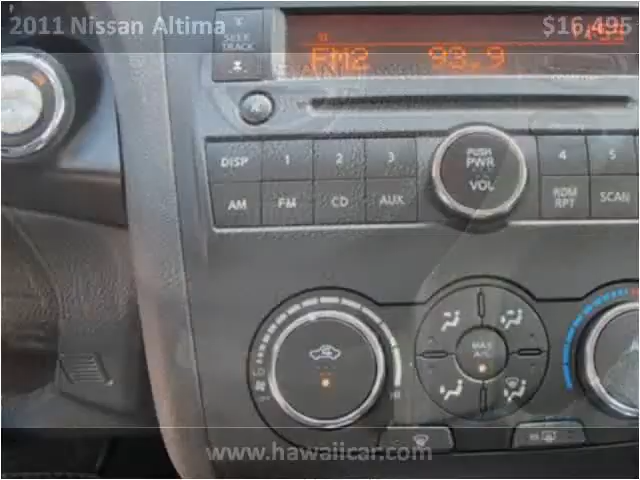 2011 Nissan Altima $16,495
SEEK
TRACK
FM2 93.9
DISP 1 2 3 PUSH PWR VOL 4 5
AM FM CD AUX RDM RPT SCAN
MAX A/C
www.hawaiicar.com